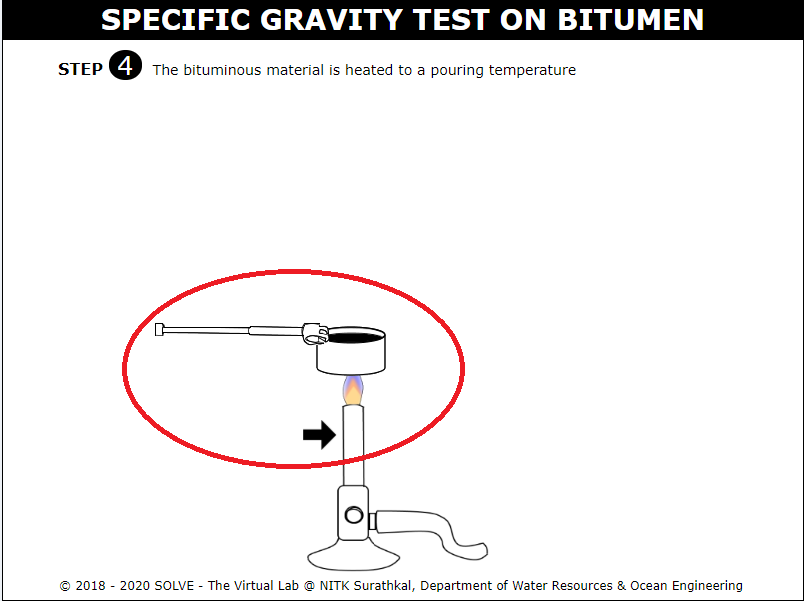 SPECIFIC GRAVITY TEST ON BITUMEN
STEP 4 The bituminous material is heated to a pouring temperature
© 2018 - 2020 SOLVE - The Virtual Lab @ NITK Surathkal, Department of Water Resources & Ocean Engineering